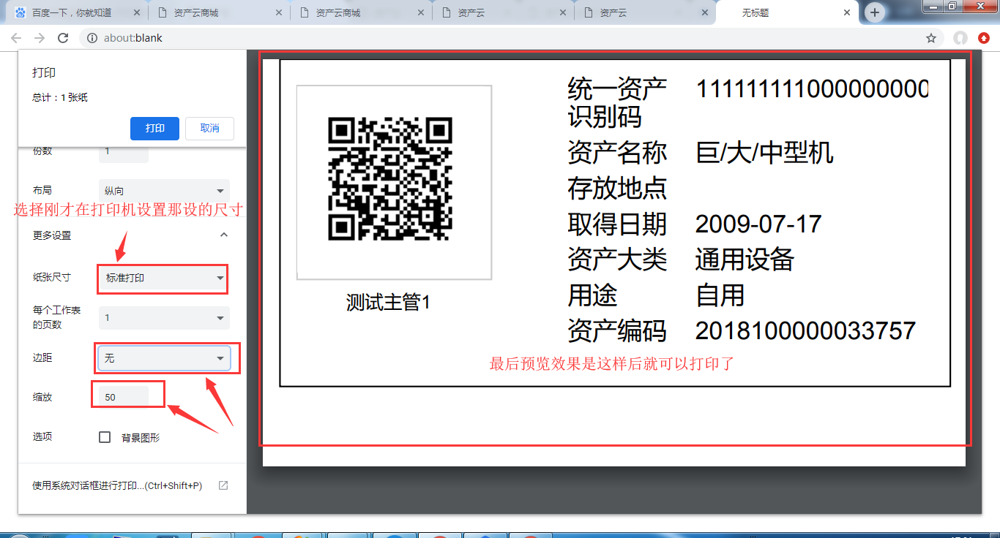 百度一下，你就知道
资产云商城
资产云商城
资产云
资产云
无标题
about:blank
打印
总计：1 张纸
打印
取消
份数
1
布局
纵向
选择刚才在打印机设置那设的尺寸
更多设置
纸张尺寸
标准打印
每个工作表
的页数
1
边距
无
缩放
50
选项
背景图形
使用系统对话框进行打印...(Ctrl+Shift+P)
测试主管1
统一资产
识别码
111111111000000000
资产名称
巨/大/中型机
存放地点
取得日期
2009-07-17
资产大类
通用设备
用途
自用
资产编码
2018100000033757
最后预览效果是这样后就可以打印了